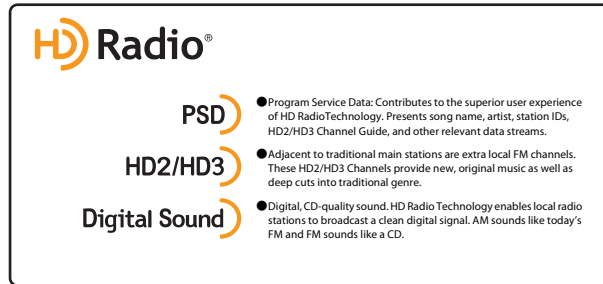 HD Radio®
PSD
●Program Service Data: Contributes to the superior user experience
of HD RadioTechnology. Presents song name, artist, station IDs,
HD2/HD3 Channel Guide, and other relevant data streams.
HD2/HD3
●Adjacent to traditional main stations are extra local FM channels.
These HD2/HD3 Channels provide new, original music as well as
deep cuts into traditional genre.
Digital Sound
●Digital, CD-quality sound. HD Radio Technology enables local radio
stations to broadcast a clean digital signal. AM sounds like today's
FM and FM sounds like a CD.